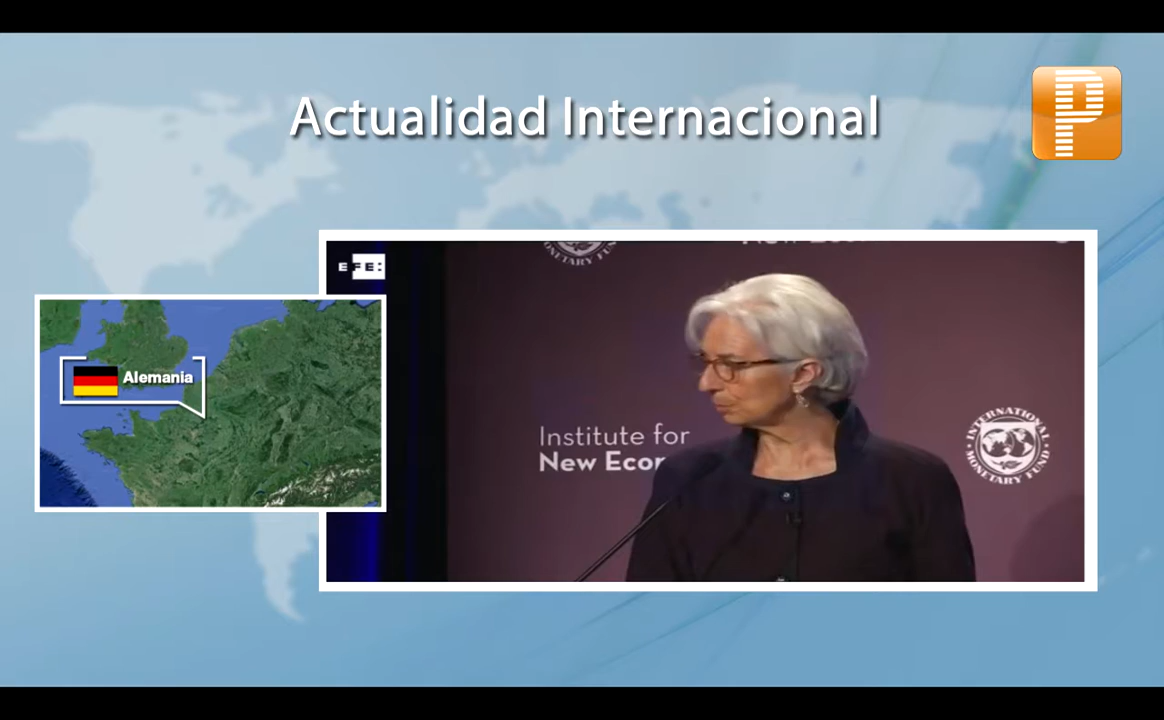 Actualidad Internacional
P
EFE:
Alemania
Institute for
New Econ
INTERNATIONAL
MONETARY FUND